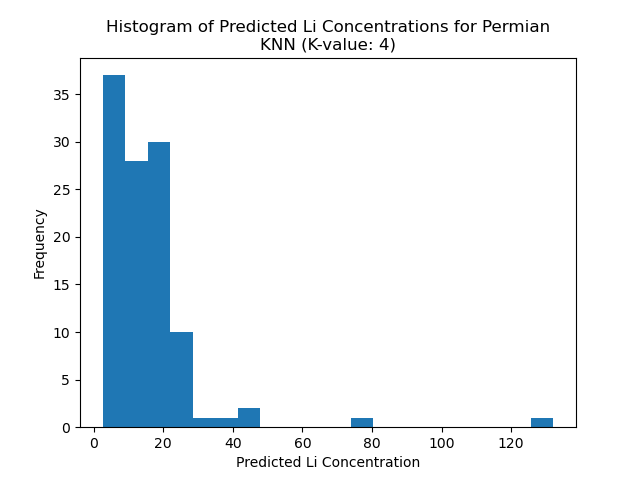 Histogram of Predicted Li Concentrations for Permian
KNN (K-value: 4)
35
30
25
20
15
10
5
0
Frequency
0 20 40 60 80 100 120
Predicted Li Concentration